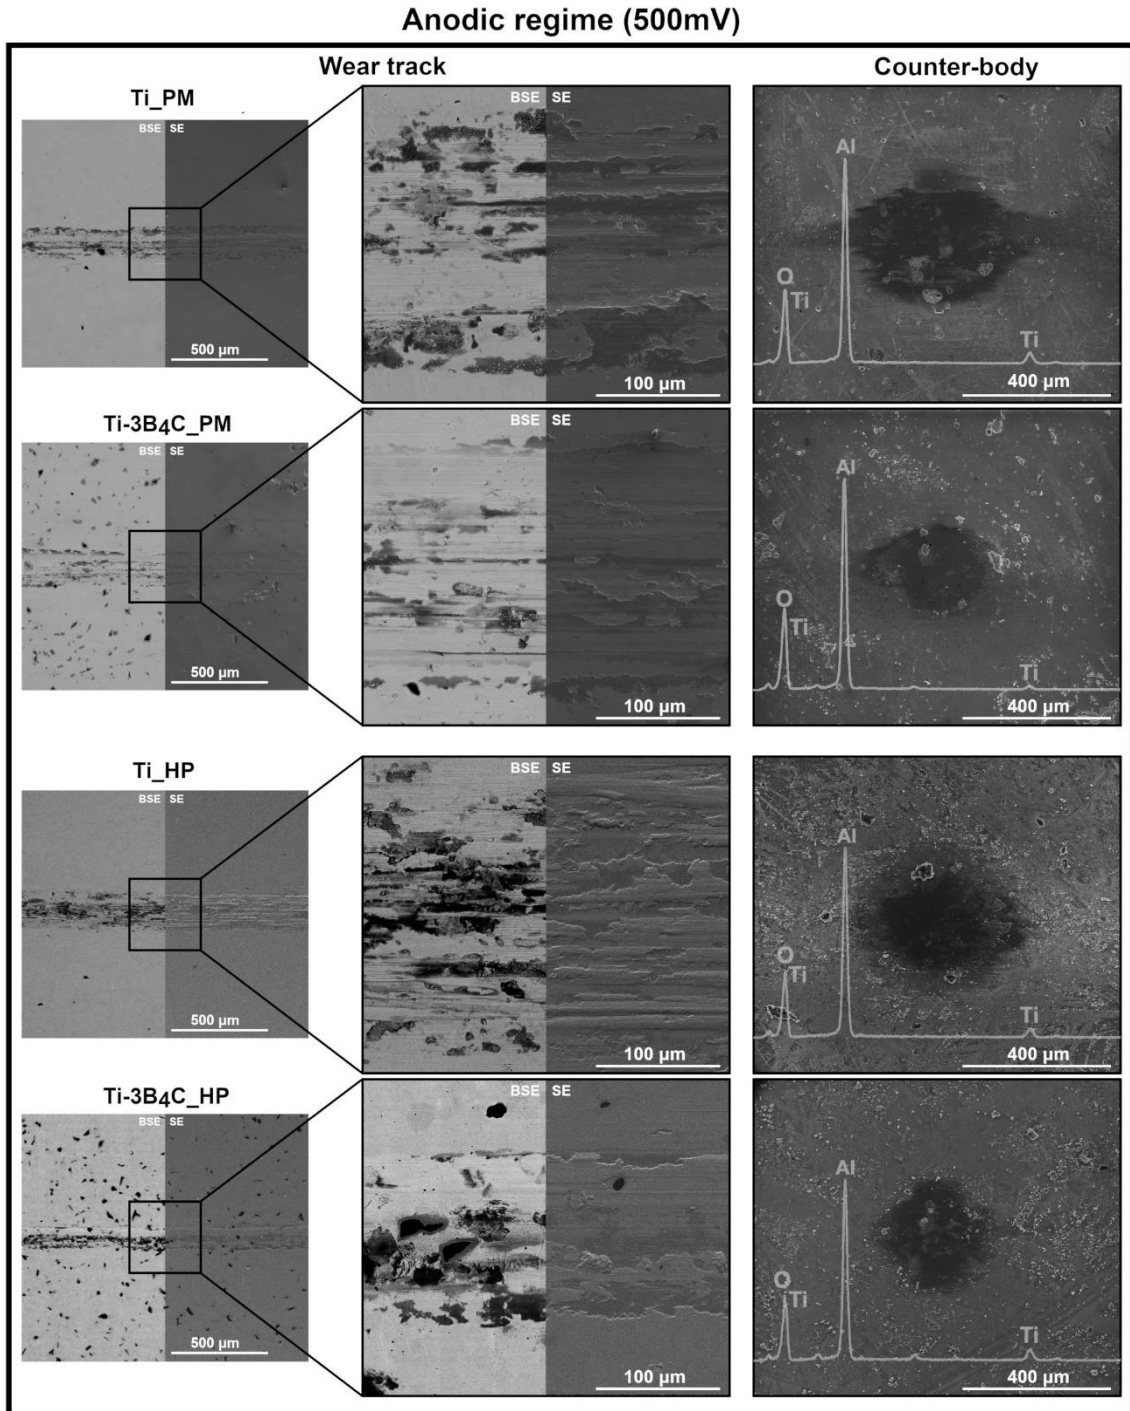 Anodic regime (500mV)
Wear track
Counter-body
Ti_PM
BSE SE
500 µm
BSE SE
100 µm
Al
O
Ti
Ti
400 µm
Ti-3B4C_PM
BSE SE
500 µm
BSE SE
100 µm
Al
O
Ti
Ti
400 µm
Ti_HP
BSE SE
500 µm
BSE SE
100 µm
Al
O
Ti
Ti
400 µm
Ti-3B4C_HP
BSE SE
500 µm
BSE SE
100 µm
Al
O
Ti
Ti
400 µm